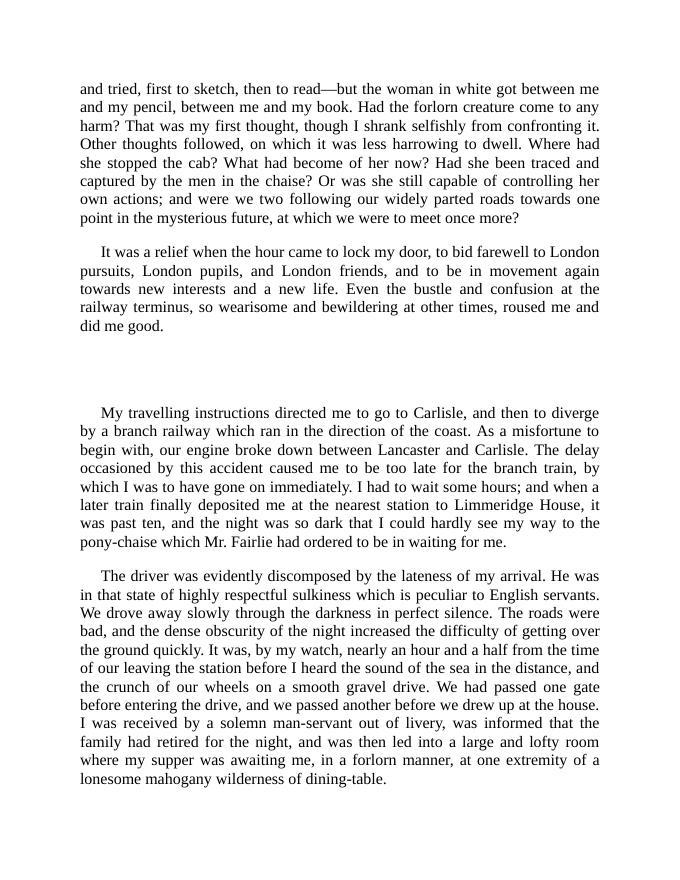 and tried, first to sketch, then to read—but the woman in white got between me
and my pencil, between me and my book. Had the forlorn creature come to any
harm? That was my first thought, though I shrank selfishly from confronting it.
Other thoughts followed, on which it was less harrowing to dwell. Where had
she stopped the cab? What had become of her now? Had she been traced and
captured by the men in the chaise? Or was she still capable of controlling her
own actions; and were we two following our widely parted roads towards one
point in the mysterious future, at which we were to meet once more?
It was a relief when the hour came to lock my door, to bid farewell to London
pursuits, London pupils, and London friends, and to be in movement again
towards new interests and a new life. Even the bustle and confusion at the
railway terminus, so wearisome and bewildering at other times, roused me and
did me good.
My travelling instructions directed me to go to Carlisle, and then to diverge
by a branch railway which ran in the direction of the coast. As a misfortune to
begin with, our engine broke down between Lancaster and Carlisle. The delay
occasioned by this accident caused me to be too late for the branch train, by
which I was to have gone on immediately. I had to wait some hours; and when a
later train finally deposited me at the nearest station to Limmeridge House, it
was past ten, and the night was so dark that I could hardly see my way to the
pony-chaise which Mr. Fairlie had ordered to be in waiting for me.
The driver was evidently discomposed by the lateness of my arrival. He was
in that state of highly respectful sulkiness which is peculiar to English servants.
We drove away slowly through the darkness in perfect silence. The roads were
bad, and the dense obscurity of the night increased the difficulty of getting over
the ground quickly. It was, by my watch, nearly an hour and a half from the time
of our leaving the station before I heard the sound of the sea in the distance, and
the crunch of our wheels on a smooth gravel drive. We had passed one gate
before entering the drive, and we passed another before we drew up at the house.
I was received by a solemn man-servant out of livery, was informed that the
family had retired for the night, and was then led into a large and lofty room
where my supper was awaiting me, in a forlorn manner, at one extremity of a
lonesome mahogany wilderness of dining-table.